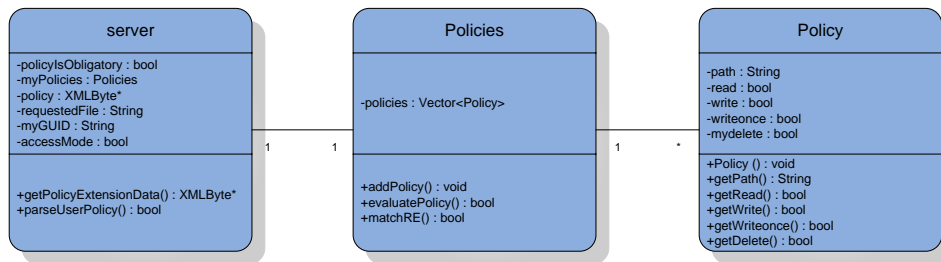 server
-policyIsObligatory : bool
-myPolicies : Policies
-policy : XMLByte*
-requestedFile : String
-myGUID : String
-accessMode : bool
+getPolicyExtensionData() : XMLByte*
+parseUserPolicy() : bool
1
1
Policies
-policies : Vector<Policy>
+addPolicy() : void
+evaluatePolicy() : bool
+matchRE() : bool
1
*
Policy
-path : String
-read : bool
-write : bool
-writeonce : bool
-mydelete : bool
+Policy () : void
+getPath() : String
+getRead() : bool
+getWrite() : bool
+getWriteonce() : bool
+getDelete() : bool